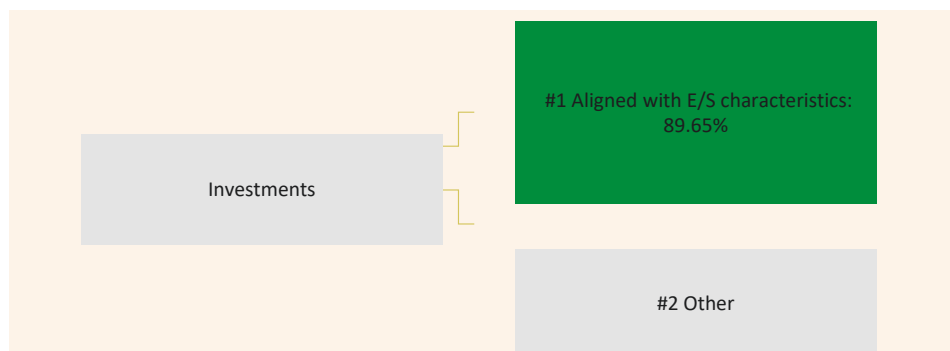 #1 Aligned with E/S characteristics:
89.65%
Investments
#2 Other